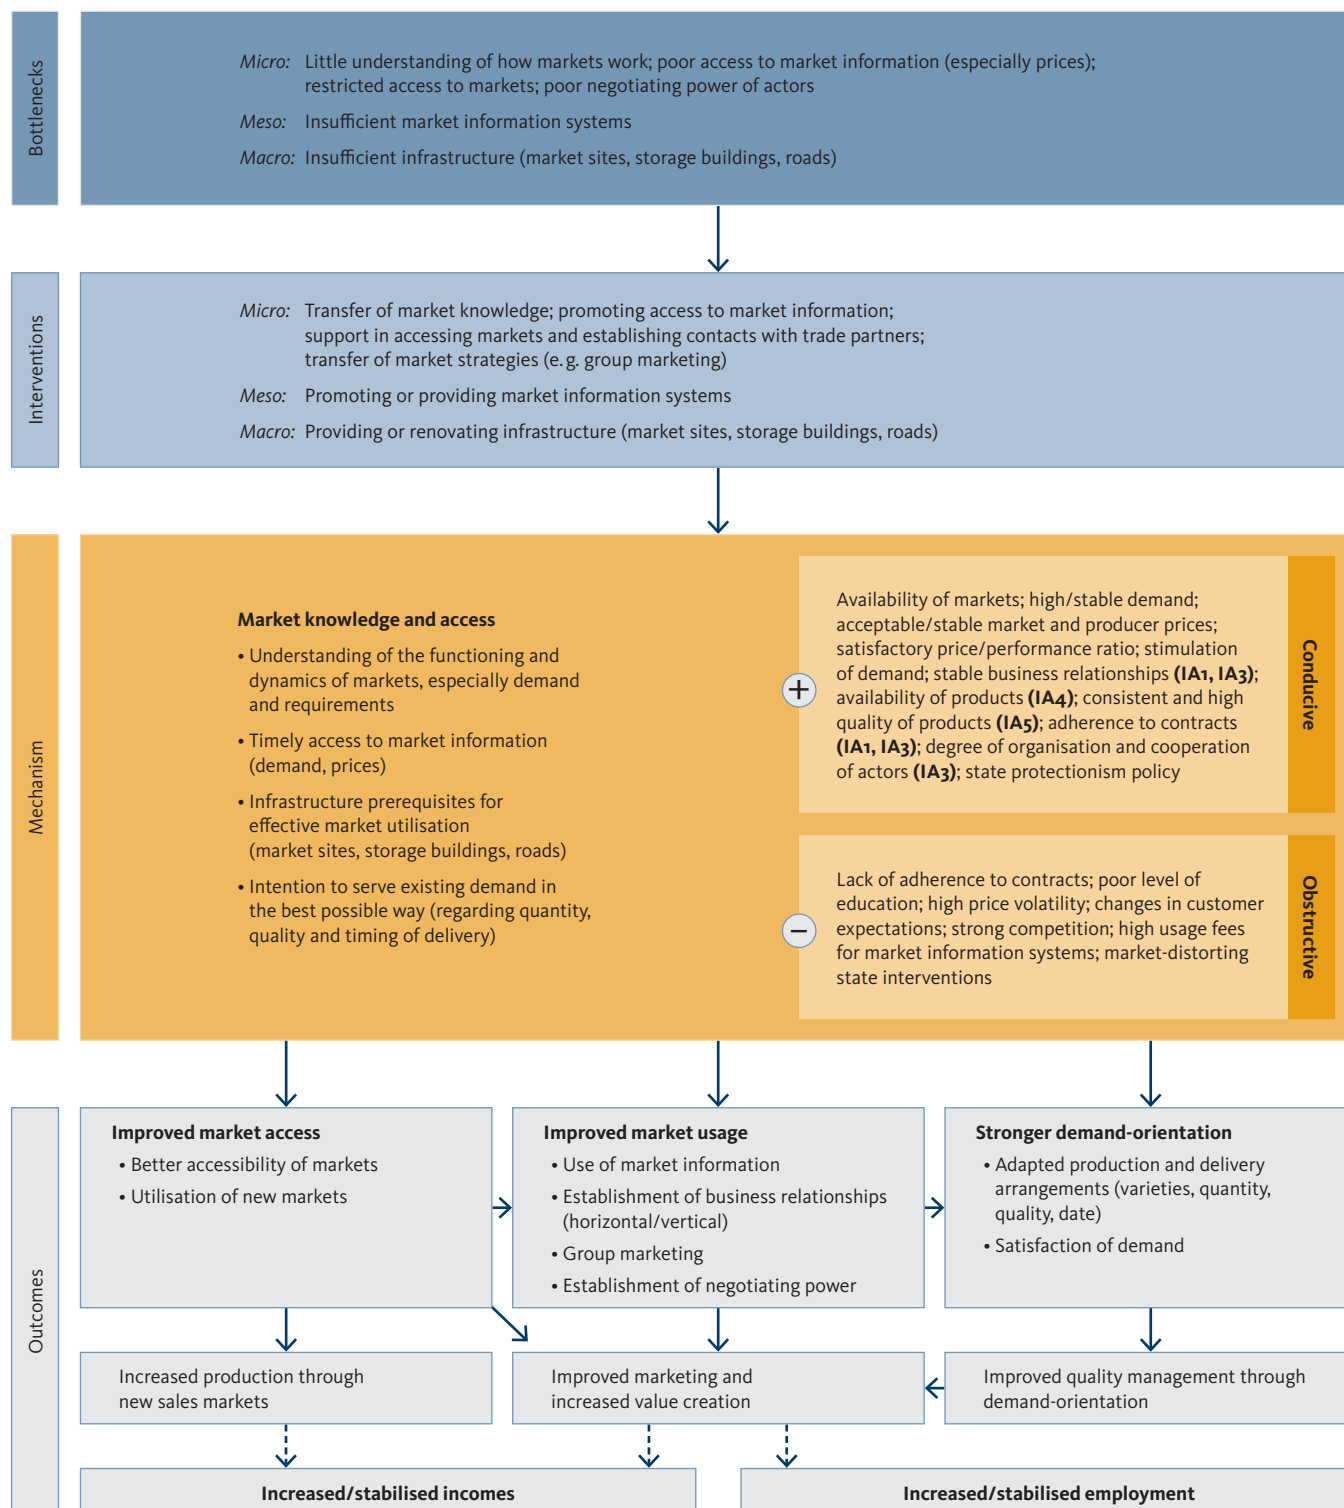 Bottlenecks
Micro: Little understanding of how markets work; poor access to market information (especially prices);
restricted access to markets; poor negotiating power of actors
Meso: Insufficient market information systems
Macro: Insufficient infrastructure (market sites, storage buildings, roads)
Interventions
Micro: Transfer of market knowledge; promoting access to market information;
support in accessing markets and establishing contacts with trade partners;
transfer of market strategies (e. g. group marketing)
Meso: Promoting or providing market information systems
Macro: Providing or renovating infrastructure (market sites, storage buildings, roads)
Mechanism
Market knowledge and access
• Understanding of the functioning and
dynamics of markets, especially demand
and requirements
• Timely access to market information
(demand, prices)
• Infrastructure prerequisites for
effective market utilisation
(market sites, storage buildings, roads)
• Intention to serve existing demand in
the best possible way (regarding quantity,
quality and timing of delivery)
+
Availability of markets; high/stable demand;
acceptable/stable market and producer prices;
satisfactory price/performance ratio; stimulation
of demand; stable business relationships (IA1, IA3);
availability of products (IA4); consistent and high
quality of products (IA5); adherence to contracts
(IA1, IA3); degree of organisation and cooperation
of actors (IA3); state protectionism policy
Conducive
–
Lack of adherence to contracts; poor level of
education; high price volatility; changes in customer
expectations; strong competition; high usage fees
for market information systems; market-distorting
state interventions
Obstructive
Outcomes
Improved market access
• Better accessibility of markets
• Utilisation of new markets
Improved market usage
• Use of market information
• Establishment of business relationships
(horizontal/vertical)
• Group marketing
• Establishment of negotiating power
Stronger demand-orientation
• Adapted production and delivery
arrangements (varieties, quantity,
quality, date)
• Satisfaction of demand
Increased production through
new sales markets
Improved marketing and
increased value creation
Improved quality management through
demand-orientation
Increased/stabilised incomes
Increased/stabilised employment